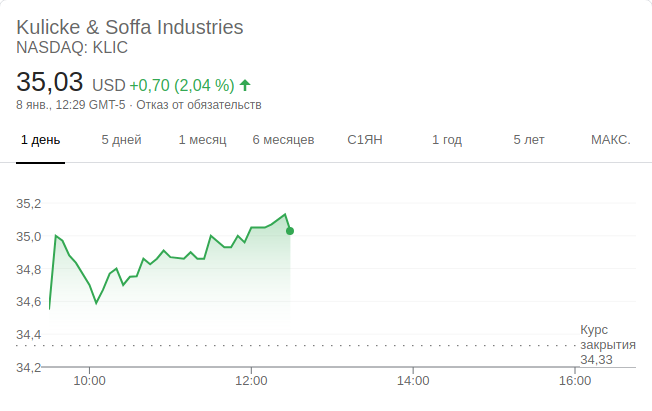 Kulicke & Soffa Industries
NASDAQ: KLIC
35,03 USD +0,70 (2,04 %)
8 янв., 12:29 GMT-5 · Отказ от обязательств
1 день 5 дней 1 месяц 6 месяцев С1ЯН 1 год 5 лет МАКС.
35,2
35,0
34,8
34,6
34,4
34,2
Курс
закрытия
34,33
10:00 12:00 14:00 16:00